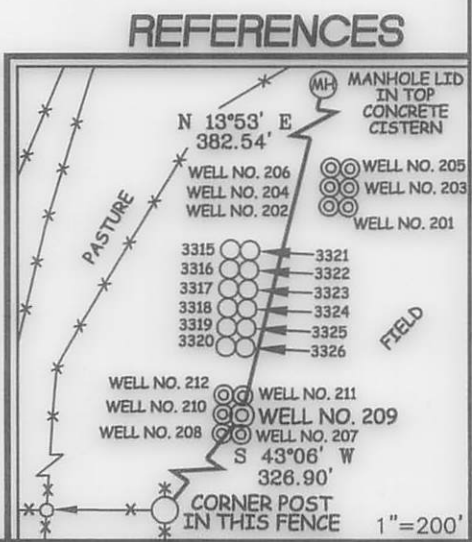 REFERENCES
MH
MANHOLE LID
IN TOP
CONCRETE
CISTERN
N 13°53' E
382.54'
WELL NO. 206
WELL NO. 204
WELL NO. 202
WELL NO. 205
WELL NO. 203
WELL NO. 201
PASTURE
3315
3316
3317
3318
3319
3320
3321
3322
3323
3324
3325
3326
FIELD
WELL NO. 212
WELL NO. 210
WELL NO. 208
WELL NO. 211
WELL NO. 209
WELL NO. 207
S 43°06' W
326.90'
CORNER POST
IN THIS FENCE
1"=200'